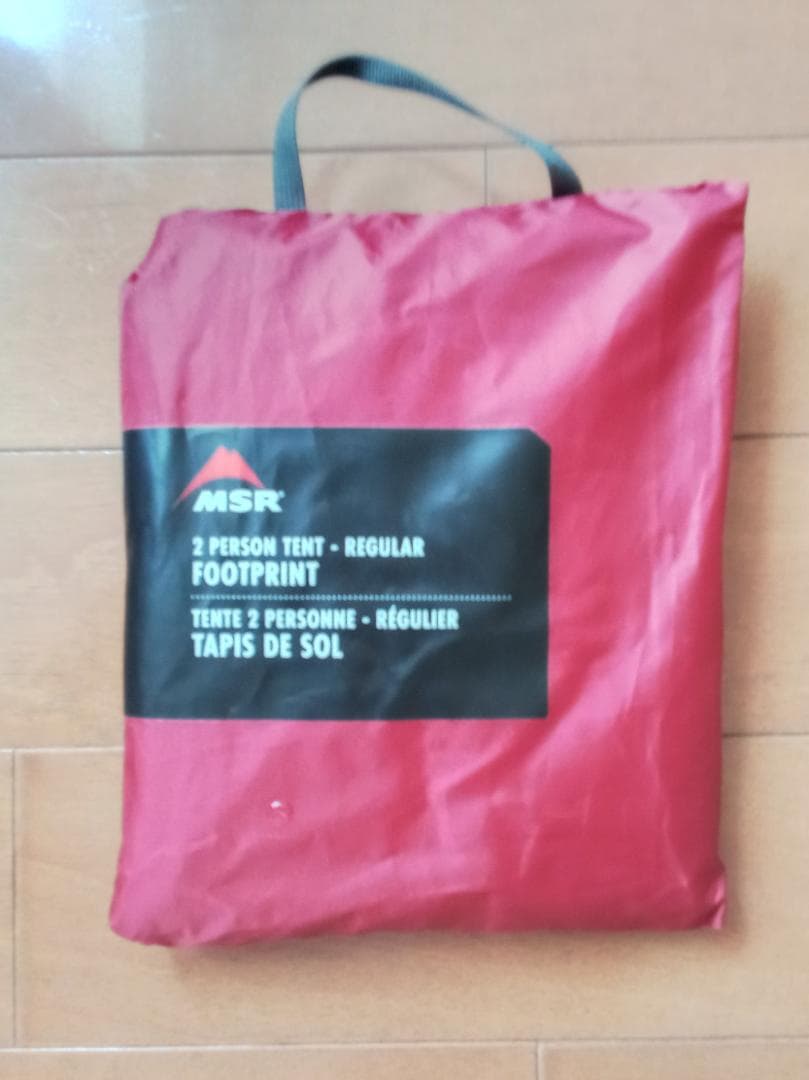 MSR®
2 PERSON TENT - REGULAR
FOOTPRINT
TENTE 2 PERSONNE - RÉGULIER
TAPIS DE SOL